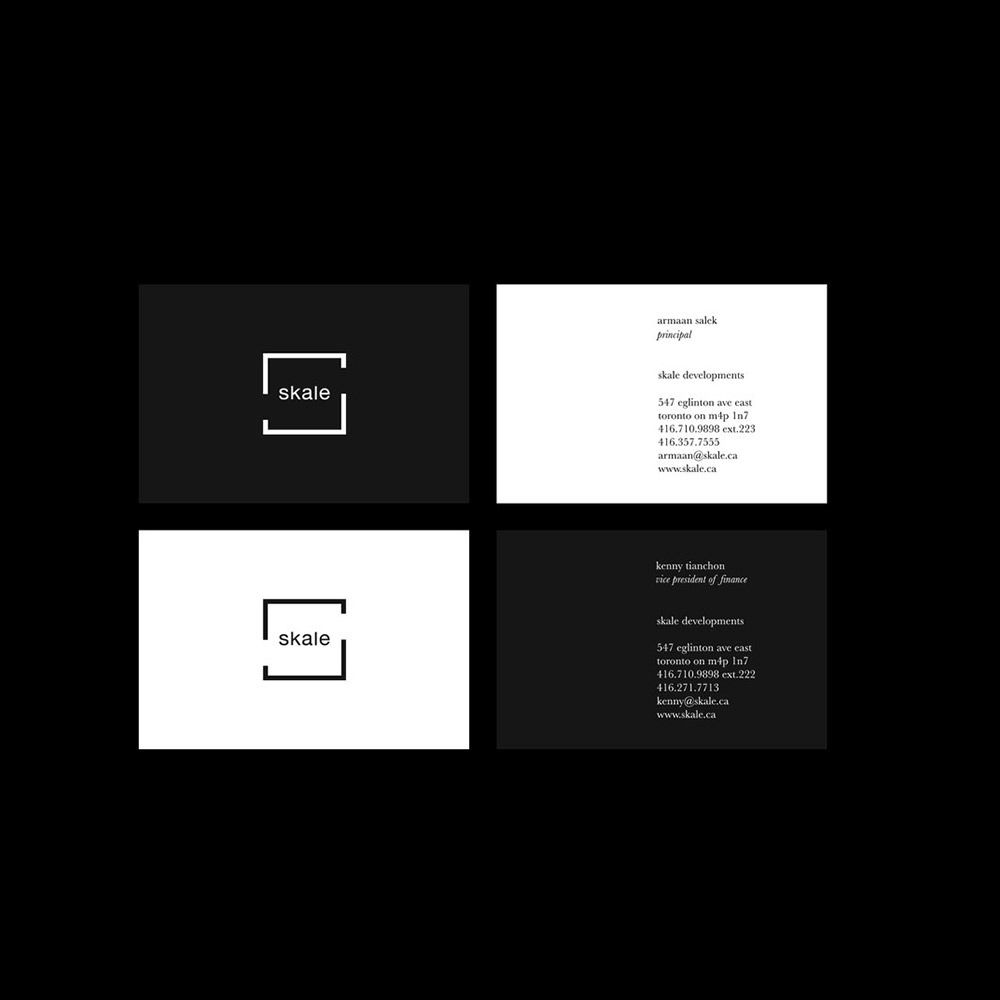 skale
armaan salek
principal
skale developments
547 eglinton ave east
toronto on m4p 1n7
416.710.9898 ext.223
416.357.7555
armaan@skale.ca
www.skale.ca
skale
kenny tianchon
vice president of finance
skale developments
547 eglinton ave east
toronto on m4p 1n7
416.710.9898 ext.222
416.271.7713
kenny@skale.ca
www.skale.ca